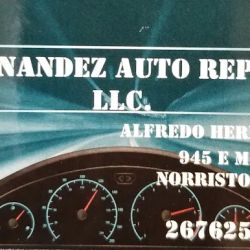 NANDEZ AUTO REP
LLC.
ALFREDO HER
945 E M
NORRISTO
267625